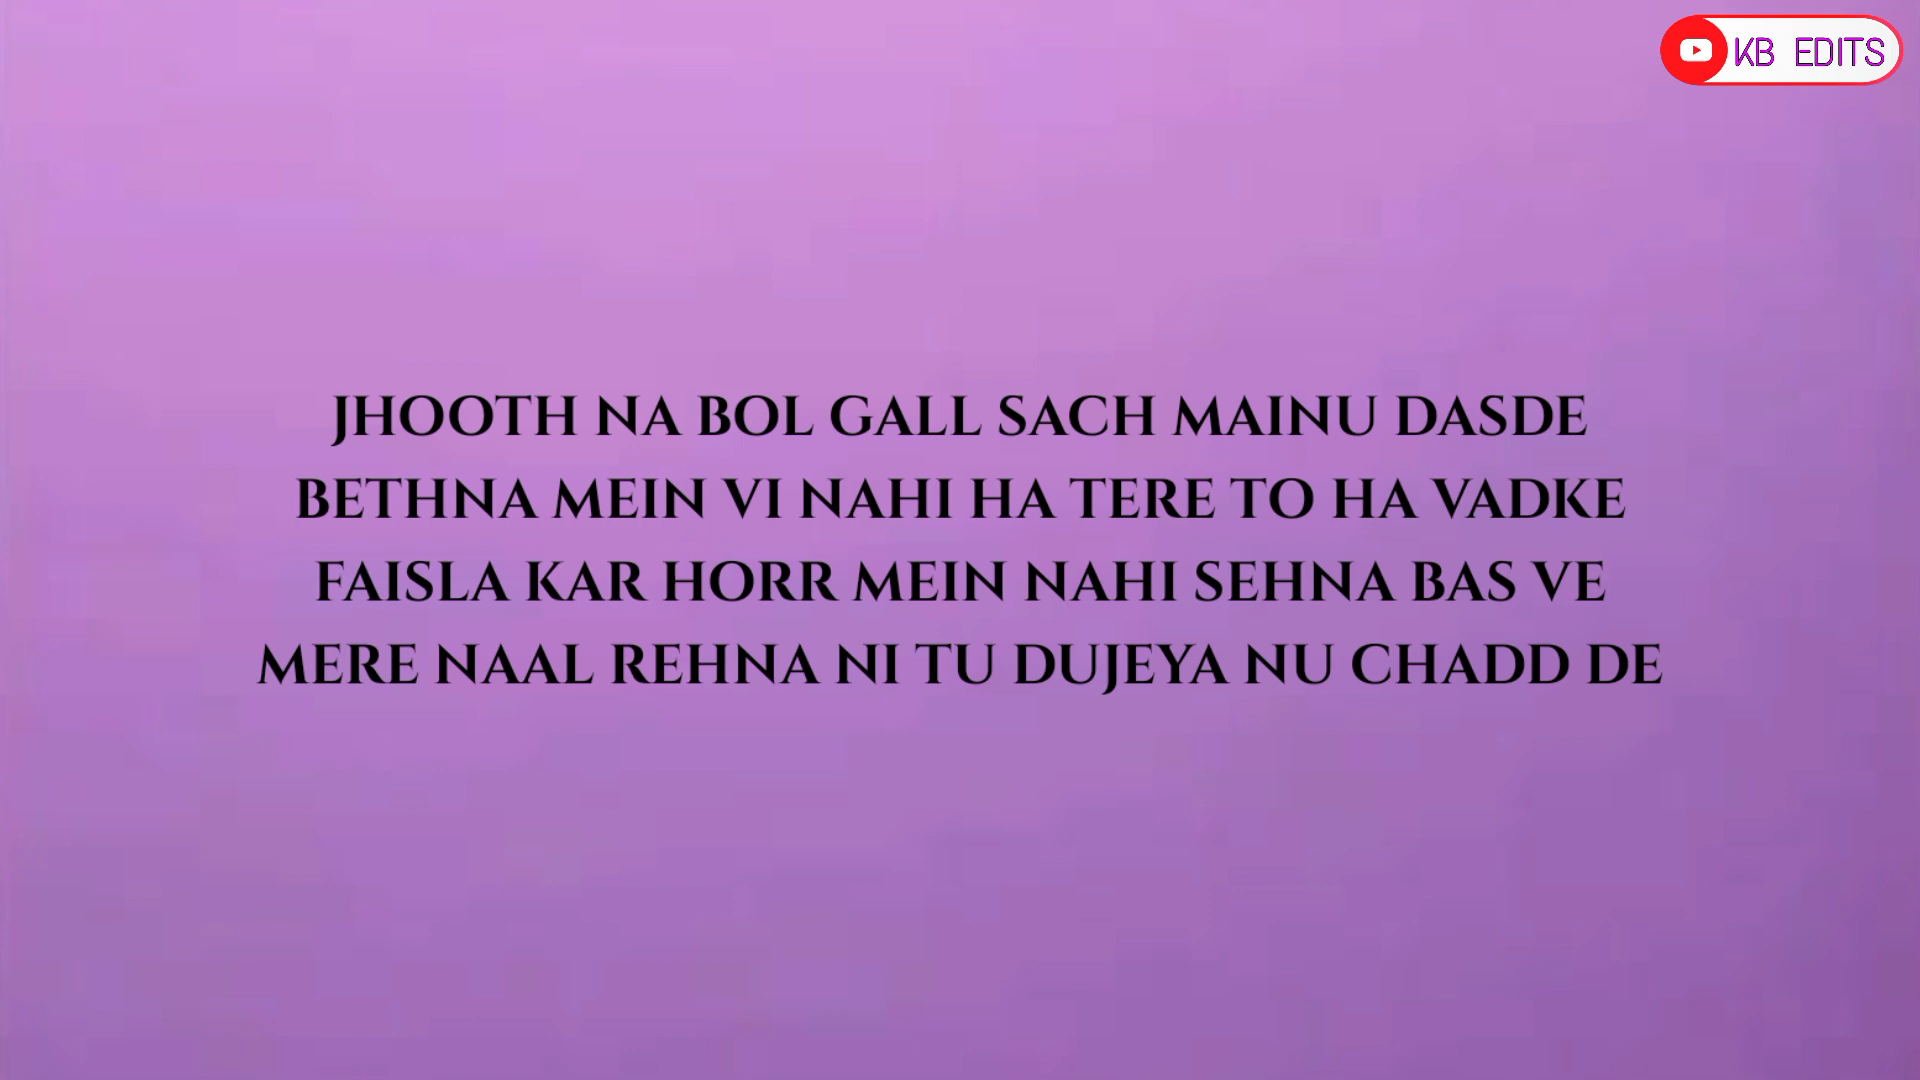 KB EDITS
JHOOTH NA BOL GALL SACH MAINU DASDE
BETHNA MEIN VI NAHI HA TERE TO HA VADKE
FAISLA KAR HORR MEIN NAHI SEHNA BAS VE
MERE NAAL REHNA NI TU DUJEYA NU CHADD DE